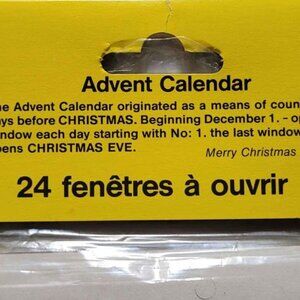 Advent Calendar
Advent Calendar originated as a means of
before CHRISTMAS. Beginning December 1. -
each day starting with No: 1. the last window
CHRISTMAS EVE.
Merry Christmas
24 fenêtres à ouvrir